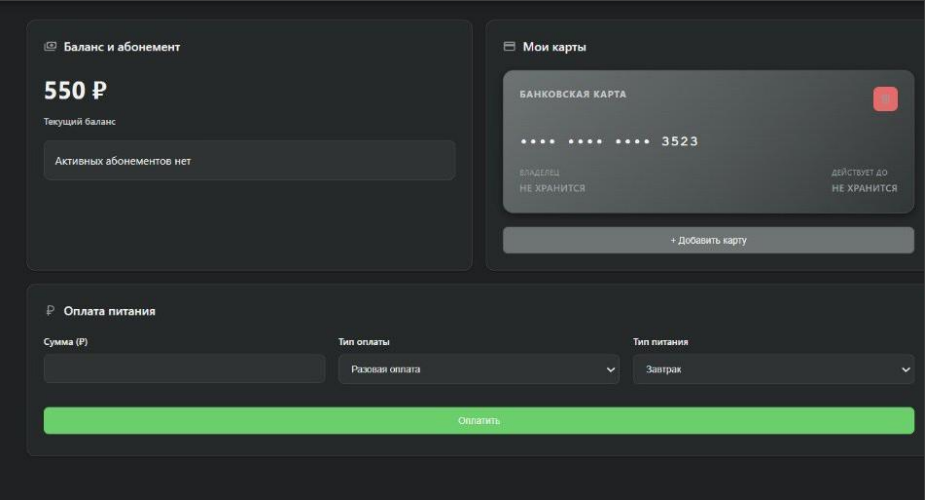 Баланс и абонемент
550 ₽
Текущий баланс
Активных абонементов нет
Мои карты
БАНКОВСКАЯ КАРТА
•••• •••• •••• 3523
ВЛАДЕЛЕЦ
НЕ ХРАНИТСЯ
ДЕЙСТВУЕТ ДО
НЕ ХРАНИТСЯ
+ Добавить карту
₽ Оплата питания
Сумма (₽)
Тип оплаты
Разовая оплата
Тип питания
Завтрак
Оплатить